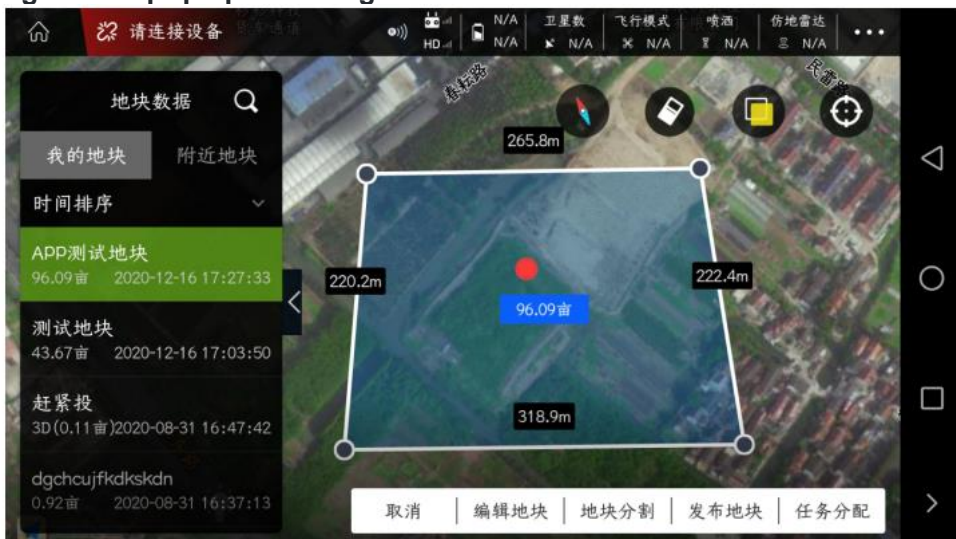 请连接设备
HD
N/A
N/A
卫星数
N/A
飞行模式
N/A
喷洒
N/A
仿地雷达
N/A
地块数据
我的地块
附近地块
时间排序
APP测试地块
96.09亩 2020-12-16 17:27:33
测试地块
43.67亩 2020-12-16 17:03:50
赶紧投
3D(0.11亩)2020-08-31 16:47:42
dgchcujfkdkskdn
0.92亩 2020-08-31 16:37:13
春耘路
民雷路
265.8m
220.2m
222.4m
96.09亩
318.9m
取消
编辑地块
地块分割
发布地块
任务分配